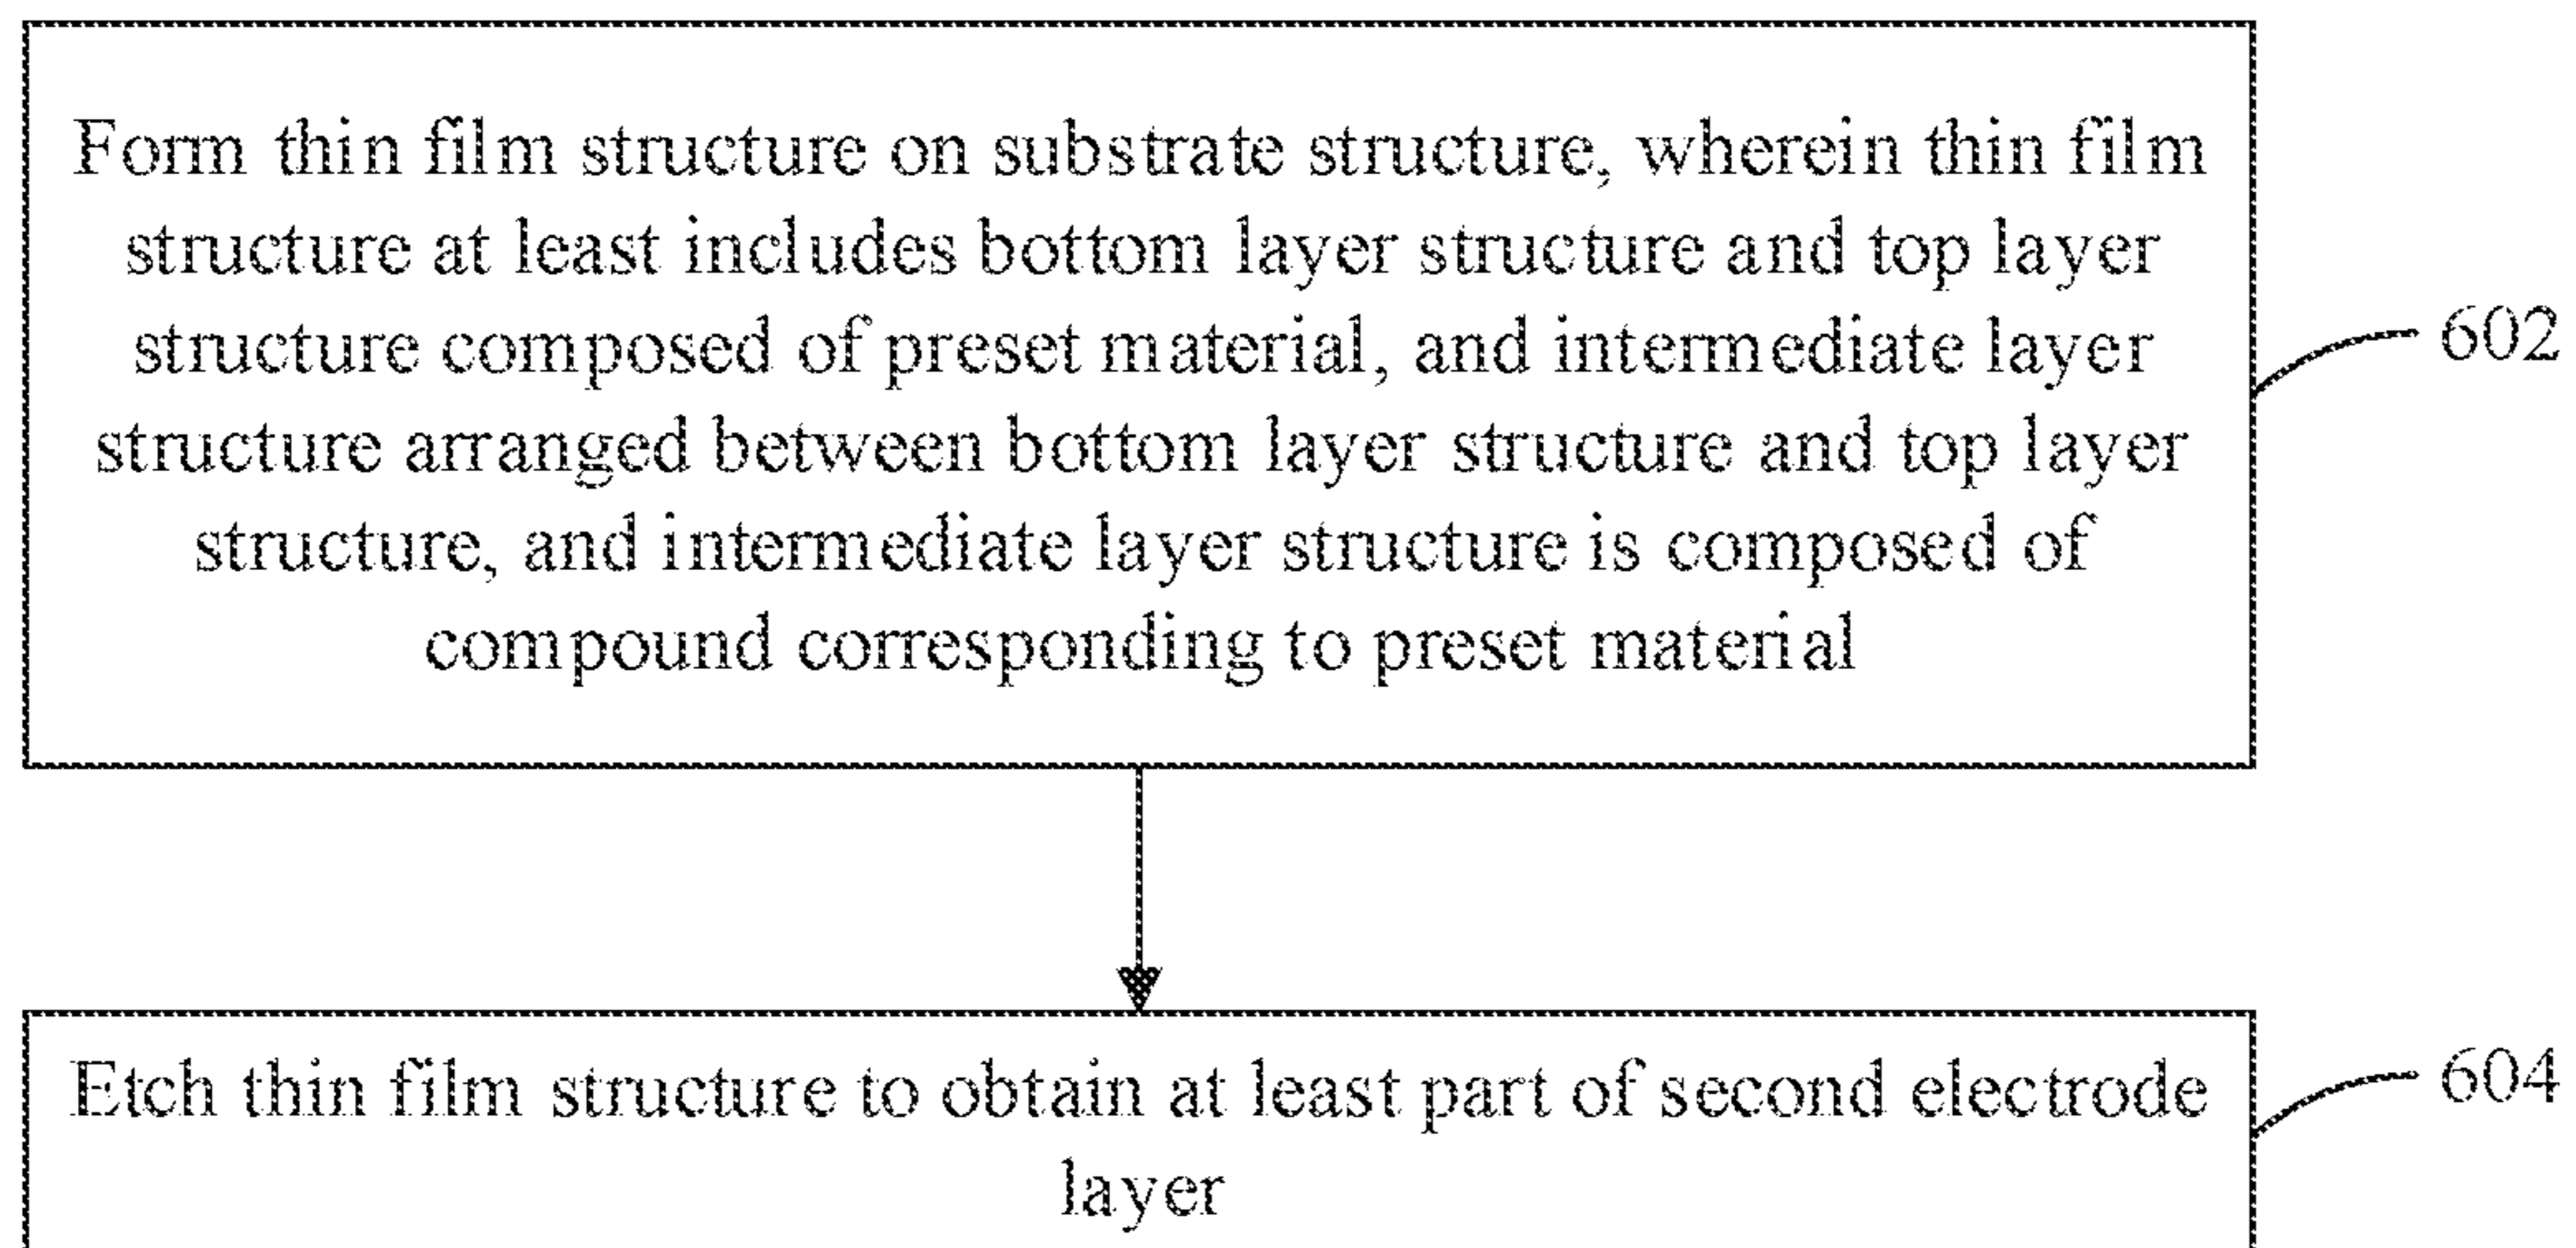 Form thin film structure on substrate structure, wherein thin film
structure at least includes bottom layer structure and top layer
structure composed of preset material, and intermediate layer
structure arranged between bottom layer structure and top layer
structure, and intermediate layer structure is composed of
compound corresponding to preset material
602
Etch thin film structure to obtain at least part of second electrode
layer
604